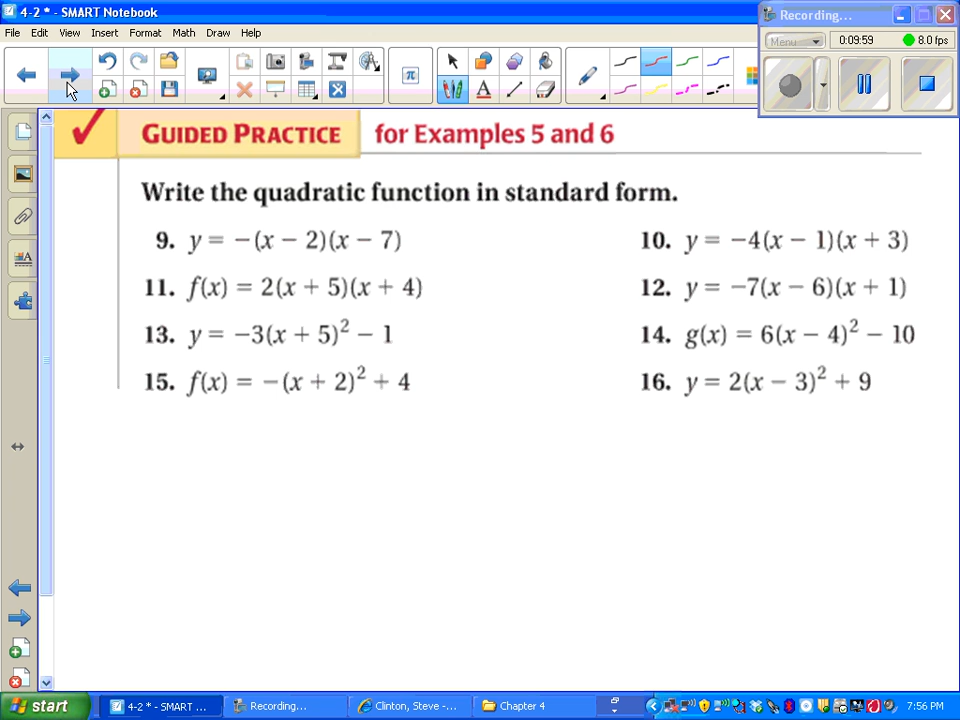 4-2 * - SMART Notebook
Recording...
File Edit View Insert Format Math Draw Help
Menu
0:09:59
8.0 fps
π
A
GUIDED PRACTICE for Examples 5 and 6
Write the quadratic function in standard form.
9. y = −(x − 2)(x − 7)
10. y = −4(x − 1)(x + 3)
11. f(x) = 2(x + 5)(x + 4)
12. y = −7(x − 6)(x + 1)
13. y = −3(x + 5)² − 1
14. g(x) = 6(x − 4)² − 10
15. f(x) = −(x + 2)² + 4
16. y = 2(x − 3)² + 9
start
4-2 * - SMART ...
Recording...
Clinton, Steve -...
Chapter 4
7:56 PM